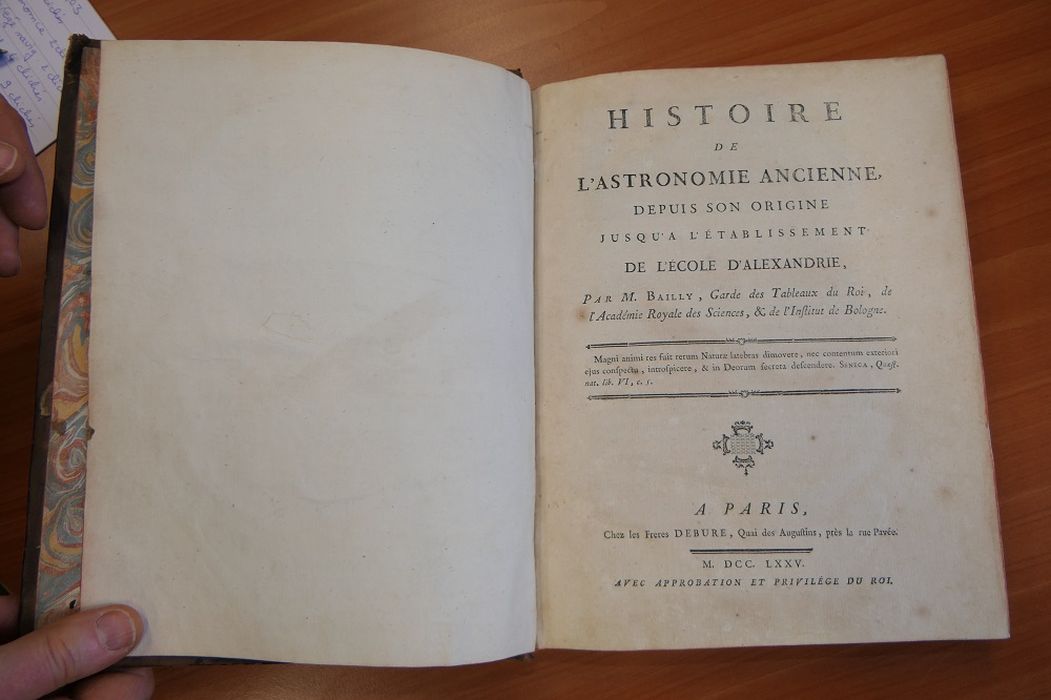 HISTOIRE
DE
L'ASTRONOMIE ANCIENNE,
DEPUIS SON ORIGINE
JUSQU'A L'ÉTABLISSEMENT
DE L'ÉCOLE D'ALEXANDRIE,
PAR M. BAILLY, Garde des Tableaux du Roi, de
l'Académie Royale des Sciences, & de l'Inſtitut de Bologne.
Magni animi res fuit rerum Naturæ latebras dimovere, nec contentum exteriori
ejus conſpectu, introſpicere, & in Deorum ſecreta deſcendere. SENECA, Quæſt.
nat. lib. VI, c. 5.
A PARIS,
Chez les Freres DEBURE, Quai des Auguſtins, près la rue Pavée.
M. DCC. LXXV.
AVEC APPROBATION ET PRIVILÉGE DU ROI.
clichés
9 clichés